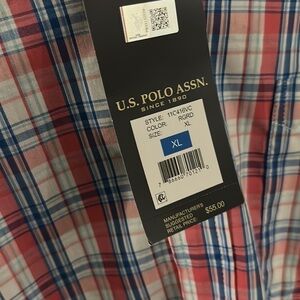 U.S. POLO ASSN.
SINCE 1890
STYLE: 11C416VC
COLOR: RGRD
SIZE: XL
XL
MANUFACTURER'S
SUGGESTED
RETAIL PRICE:
$55.00